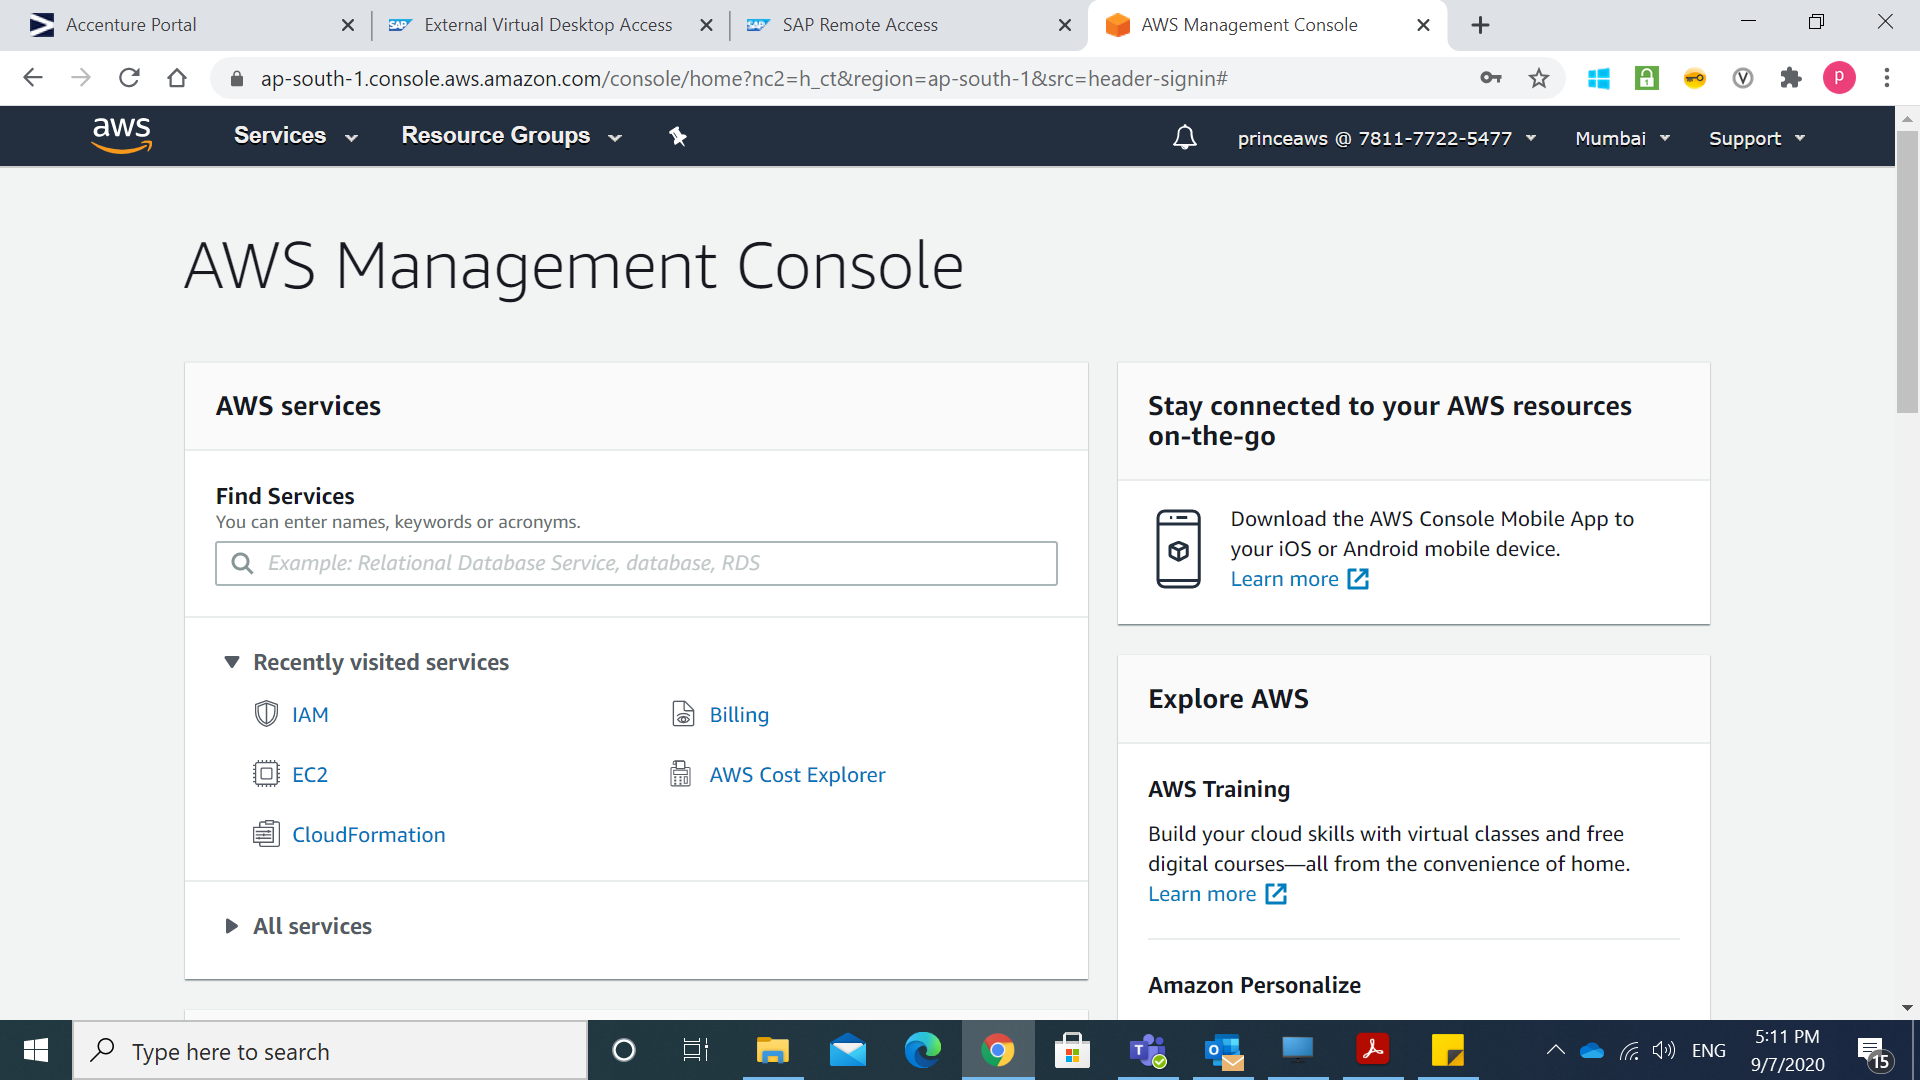 Accenture Portal
SAP External Virtual Desktop Access
SAP SAP Remote Access
AWS Management Console
ap-south-1.console.aws.amazon.com/console/home?nc2=h_ct&region=ap-south-1&src=header-signin#
V
p
aws
Services
Resource Groups
princeaws @ 7811-7722-5477
Mumbai
Support
AWS Management Console
AWS services
Find Services
You can enter names, keywords or acronyms.
Example: Relational Database Service, database, RDS
Recently visited services
IAM
Billing
EC2
AWS Cost Explorer
CloudFormation
All services
Stay connected to your AWS resources
on-the-go
Download the AWS Console Mobile App to
your iOS or Android mobile device.
Learn more
Explore AWS
AWS Training
Build your cloud skills with virtual classes and free
digital courses—all from the convenience of home.
Learn more
Amazon Personalize
Type here to search
ENG
5:11 PM
9/7/2020
15